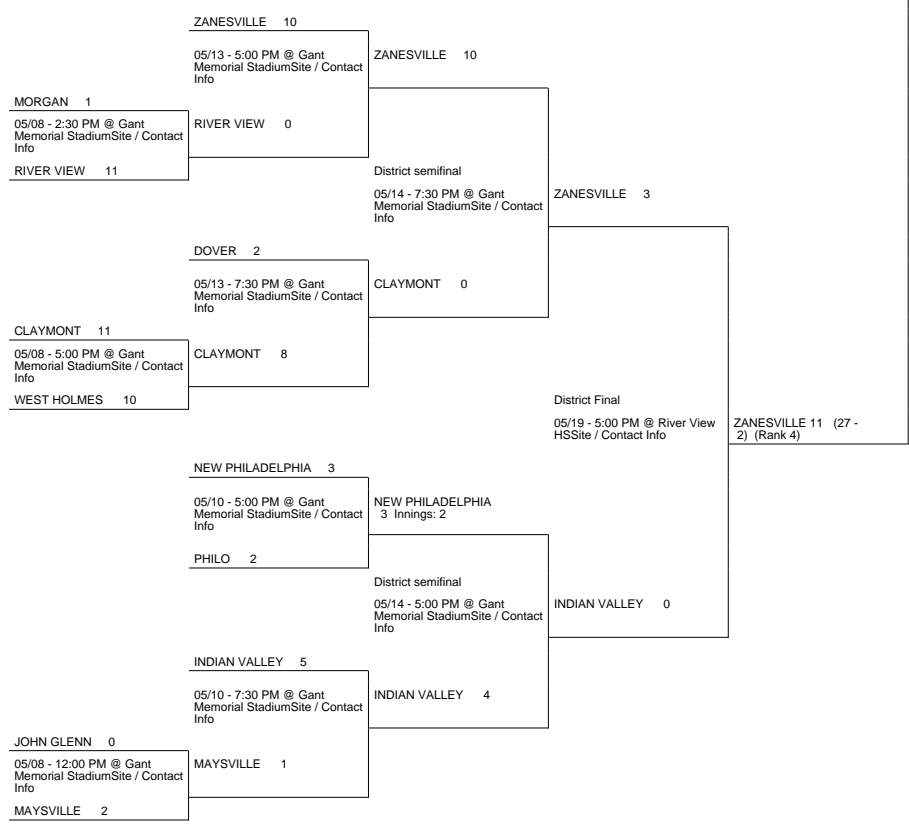 ZANESVILLE 10
05/13 - 5:00 PM @ Gant
Memorial StadiumSite / Contact
Info
ZANESVILLE 10
MORGAN 1
05/08 - 2:30 PM @ Gant
Memorial StadiumSite / Contact
Info
RIVER VIEW 0
RIVER VIEW 11
District semifinal
05/14 - 7:30 PM @ Gant
Memorial StadiumSite / Contact
Info
ZANESVILLE 3
DOVER 2
05/13 - 7:30 PM @ Gant
Memorial StadiumSite / Contact
Info
CLAYMONT 0
CLAYMONT 11
05/08 - 5:00 PM @ Gant
Memorial StadiumSite / Contact
Info
CLAYMONT 8
WEST HOLMES 10
District Final
05/19 - 5:00 PM @ River View
HSSite / Contact Info
ZANESVILLE 11 (27 -
2) (Rank 4)
NEW PHILADELPHIA 3
05/10 - 5:00 PM @ Gant
Memorial StadiumSite / Contact
Info
NEW PHILADELPHIA
3 Innings: 2
PHILO 2
District semifinal
05/14 - 5:00 PM @ Gant
Memorial StadiumSite / Contact
Info
INDIAN VALLEY 0
INDIAN VALLEY 5
05/10 - 7:30 PM @ Gant
Memorial StadiumSite / Contact
Info
INDIAN VALLEY 4
JOHN GLENN 0
05/08 - 12:00 PM @ Gant
Memorial StadiumSite / Contact
Info
MAYSVILLE 1
MAYSVILLE 2